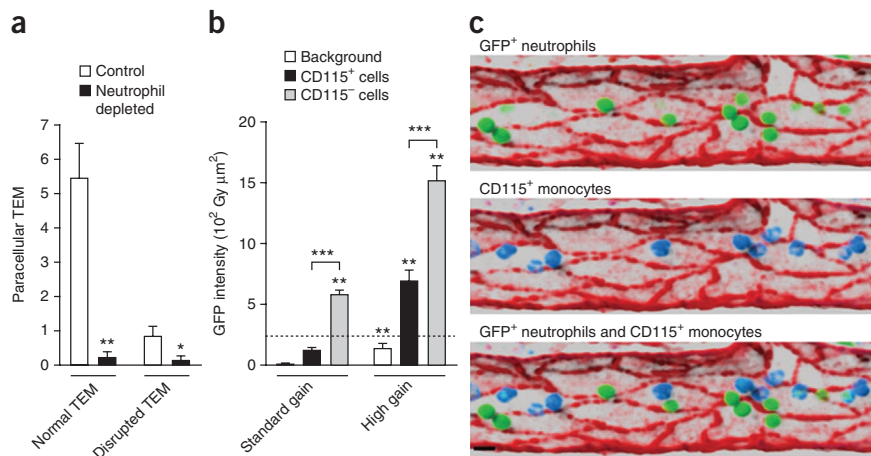 a
Control
Neutrophil
depleted
Paracellular TEM
7
6
5
4
3
2
1
0
**
*
Normal TEM
Disrupted TEM
b
Background
CD115⁺ cells
CD115⁻ cells
GFP intensity (10² Gy μm²)
20
15
10
5
0
***
**
***
**
**
**
Standard gain
High gain
c
GFP⁺ neutrophils
CD115⁺ monocytes
GFP⁺ neutrophils and CD115⁺ monocytes